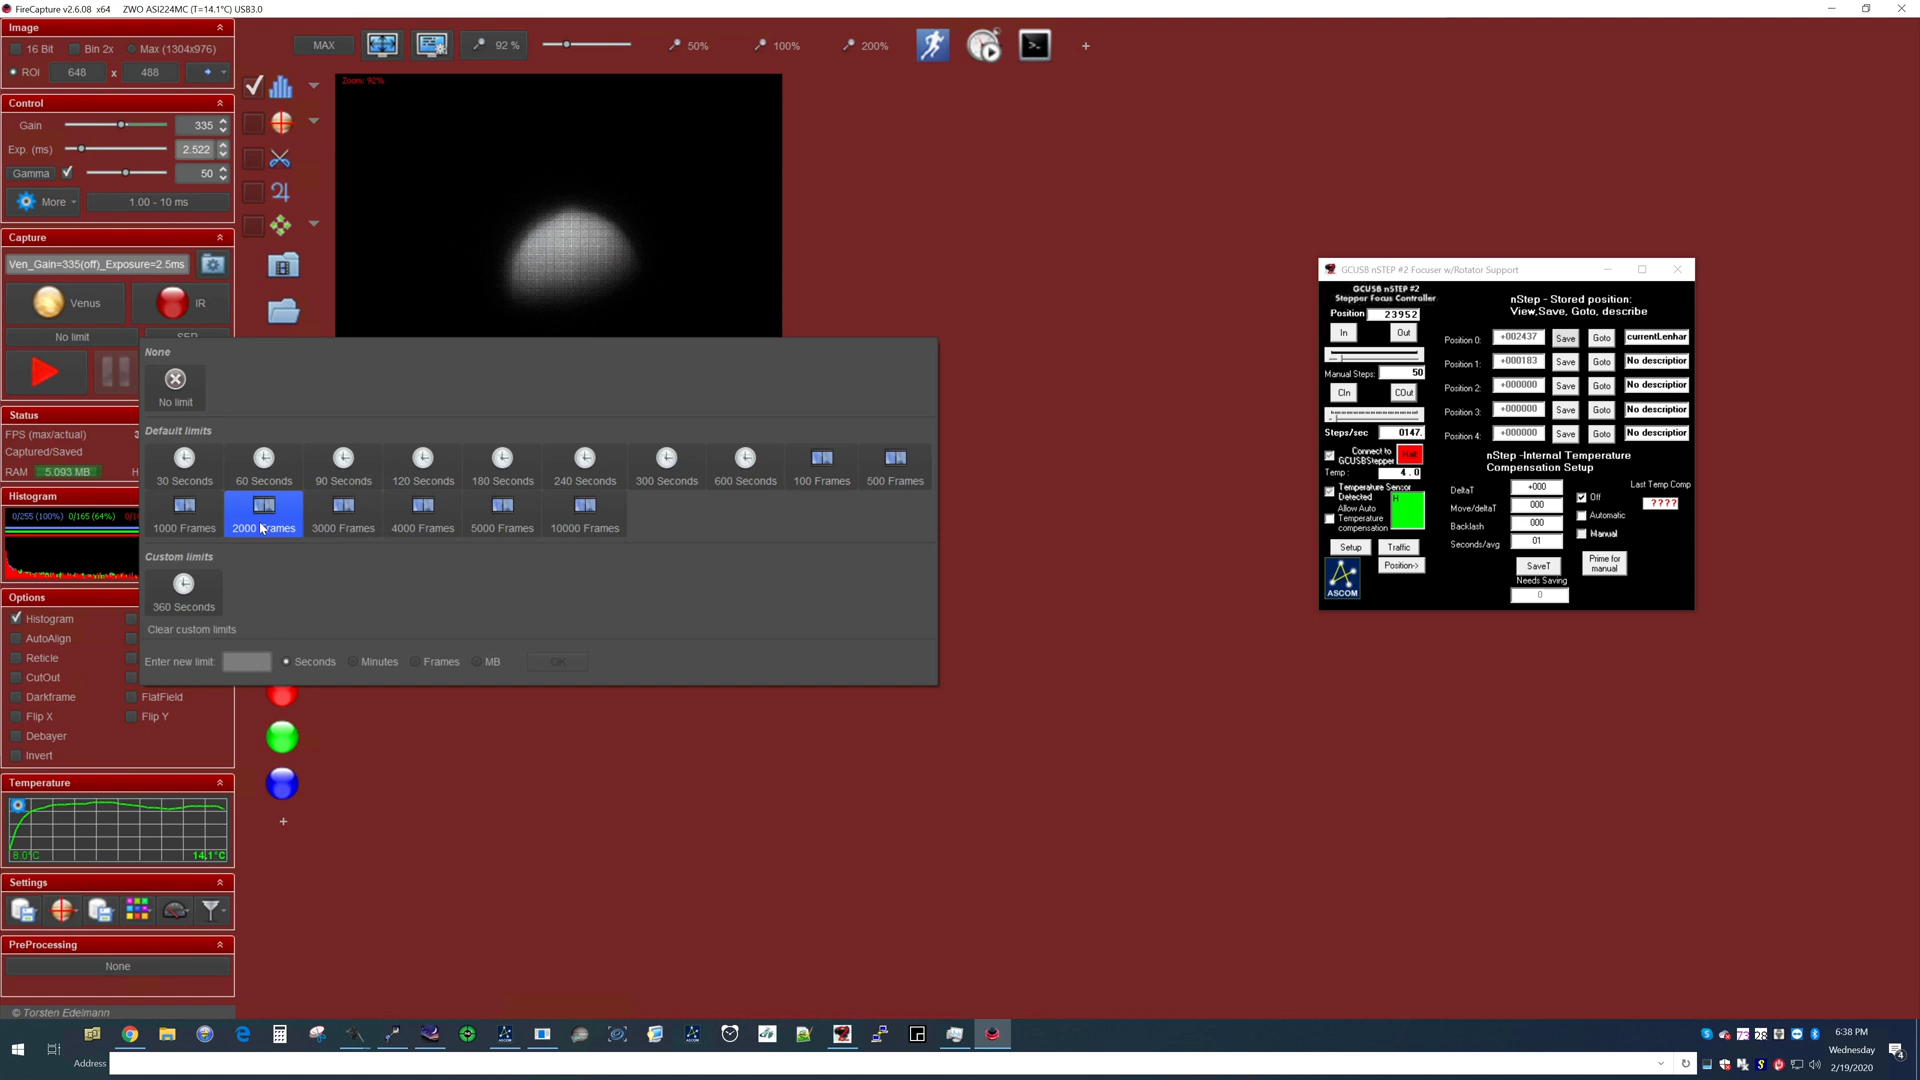 FireCapture v2.6.08 x64 ZWO ASI224MC (T=14.1°C) USB3.0
Image
16 Bit Bin 2x Max (1304x976)
ROI 648 x 488
Control
Gain 335
Exp. (ms) 2.522
Gamma 50
More 1.00 - 10 ms
Capture
Ven_Gain=335(off)_Exposure=2.5ms
Venus IR
No limit
Status
FPS (max/actual)
Captured/Saved
RAM 5.093 MB
Histogram
0/255 (100%) 0/165 (64%)
Options
Histogram
AutoAlign
Reticle
CutOut
Darkframe FlatField
Flip X Flip Y
Debayer
Invert
Temperature
8.0°C 14.1°C
Settings
PreProcessing
None
© Torsten Edelmann
MAX 92 % 50% 100% 200%
Zoom: 92%
None
No limit
Default limits
30 Seconds 60 Seconds 90 Seconds 120 Seconds 180 Seconds 240 Seconds 300 Seconds 600 Seconds 100 Frames 500 Frames
1000 Frames 2000 Frames 3000 Frames 4000 Frames 5000 Frames 10000 Frames
Custom limits
360 Seconds
Clear custom limits
Enter new limit: Seconds Minutes Frames MB OK
GCUSB nSTEP #2 Focuser w/Rotator Support
GCUSB nSTEP #2
Stepper Focus Controller
Position 23952
In Out
Manual Steps: 50
CIn COut
Steps/sec 0147.
Connect to
GCUSBStepper Halt
Temp: 4.0
Temperature Sensor
Detected H
Allow Auto
Temperature
compensation
Setup Traffic
Position->
ASCOM
nStep - Stored position:
View,Save, Goto, describe
Position 0: +002437 Save Goto currentLenhar
Position 1: +000183 Save Goto No descriptior
Position 2: +000000 Save Goto No descriptior
Position 3: +000000 Save Goto No descriptior
Position 4: +000000 Save Goto No descriptior
nStep -Internal Temperature
Compensation Setup
DeltaT +000 Off Last Temp Comp
Move/deltaT 000 Automatic ????
Backlash 000 Manual
Seconds/avg 01
SaveT Prime for
manual
Needs Saving
0
6:38 PM
Wednesday
2/19/2020
Address